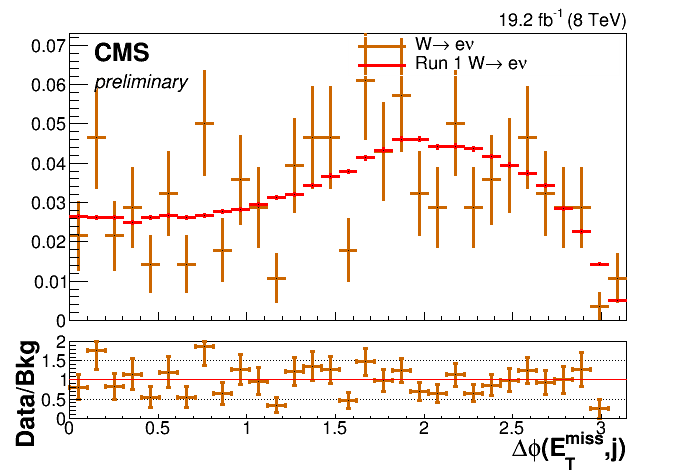 19.2 fb⁻¹ (8 TeV)
CMS
preliminary
W→ eν
Run 1 W→ eν
0.07
0.06
0.05
0.04
0.03
0.02
0.01
0
Data/Bkg
2
1.5
1
0.5
0
0 0.5 1 1.5 2 2.5 3
Δϕ(E_T^miss,j)